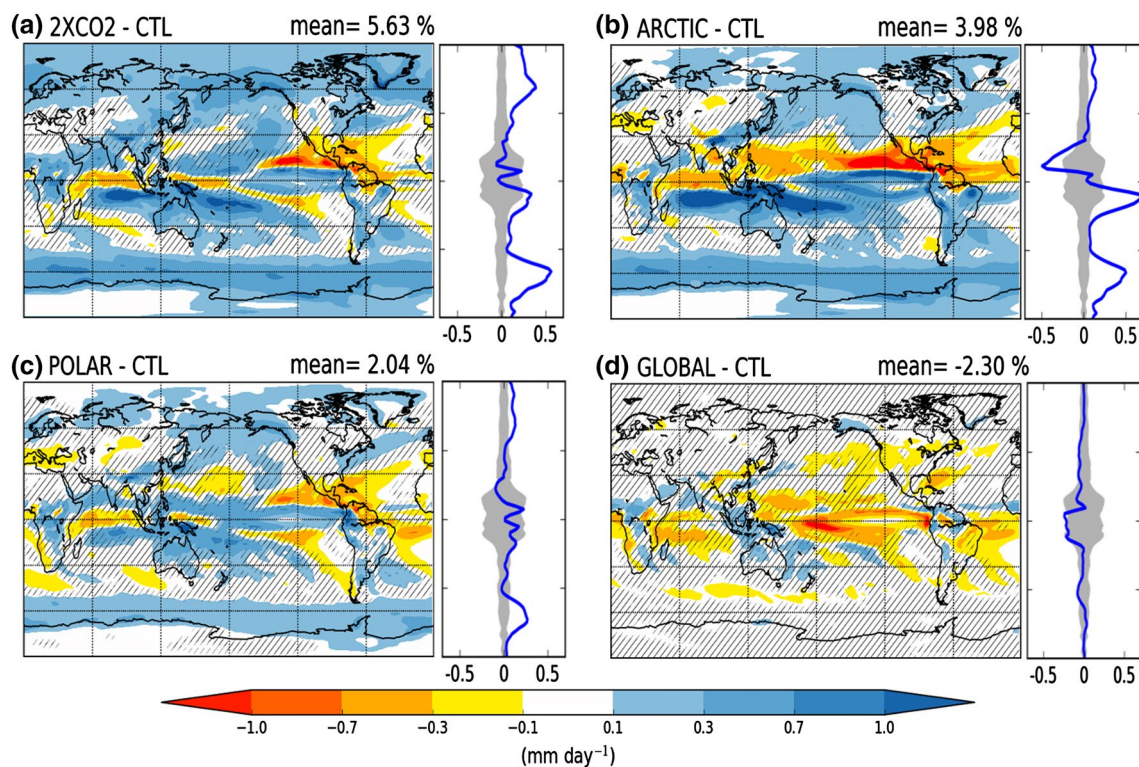 (a) 2XCO2 - CTL mean= 5.63 %
(b) ARCTIC - CTL mean= 3.98 %
-0.5 0 0.5
-0.5 0 0.5
(c) POLAR - CTL mean= 2.04 %
(d) GLOBAL - CTL mean= -2.30 %
-0.5 0 0.5
-0.5 0 0.5
−1.0 −0.7 −0.3 −0.1 0.1 0.3 0.7 1.0
(mm day⁻¹)